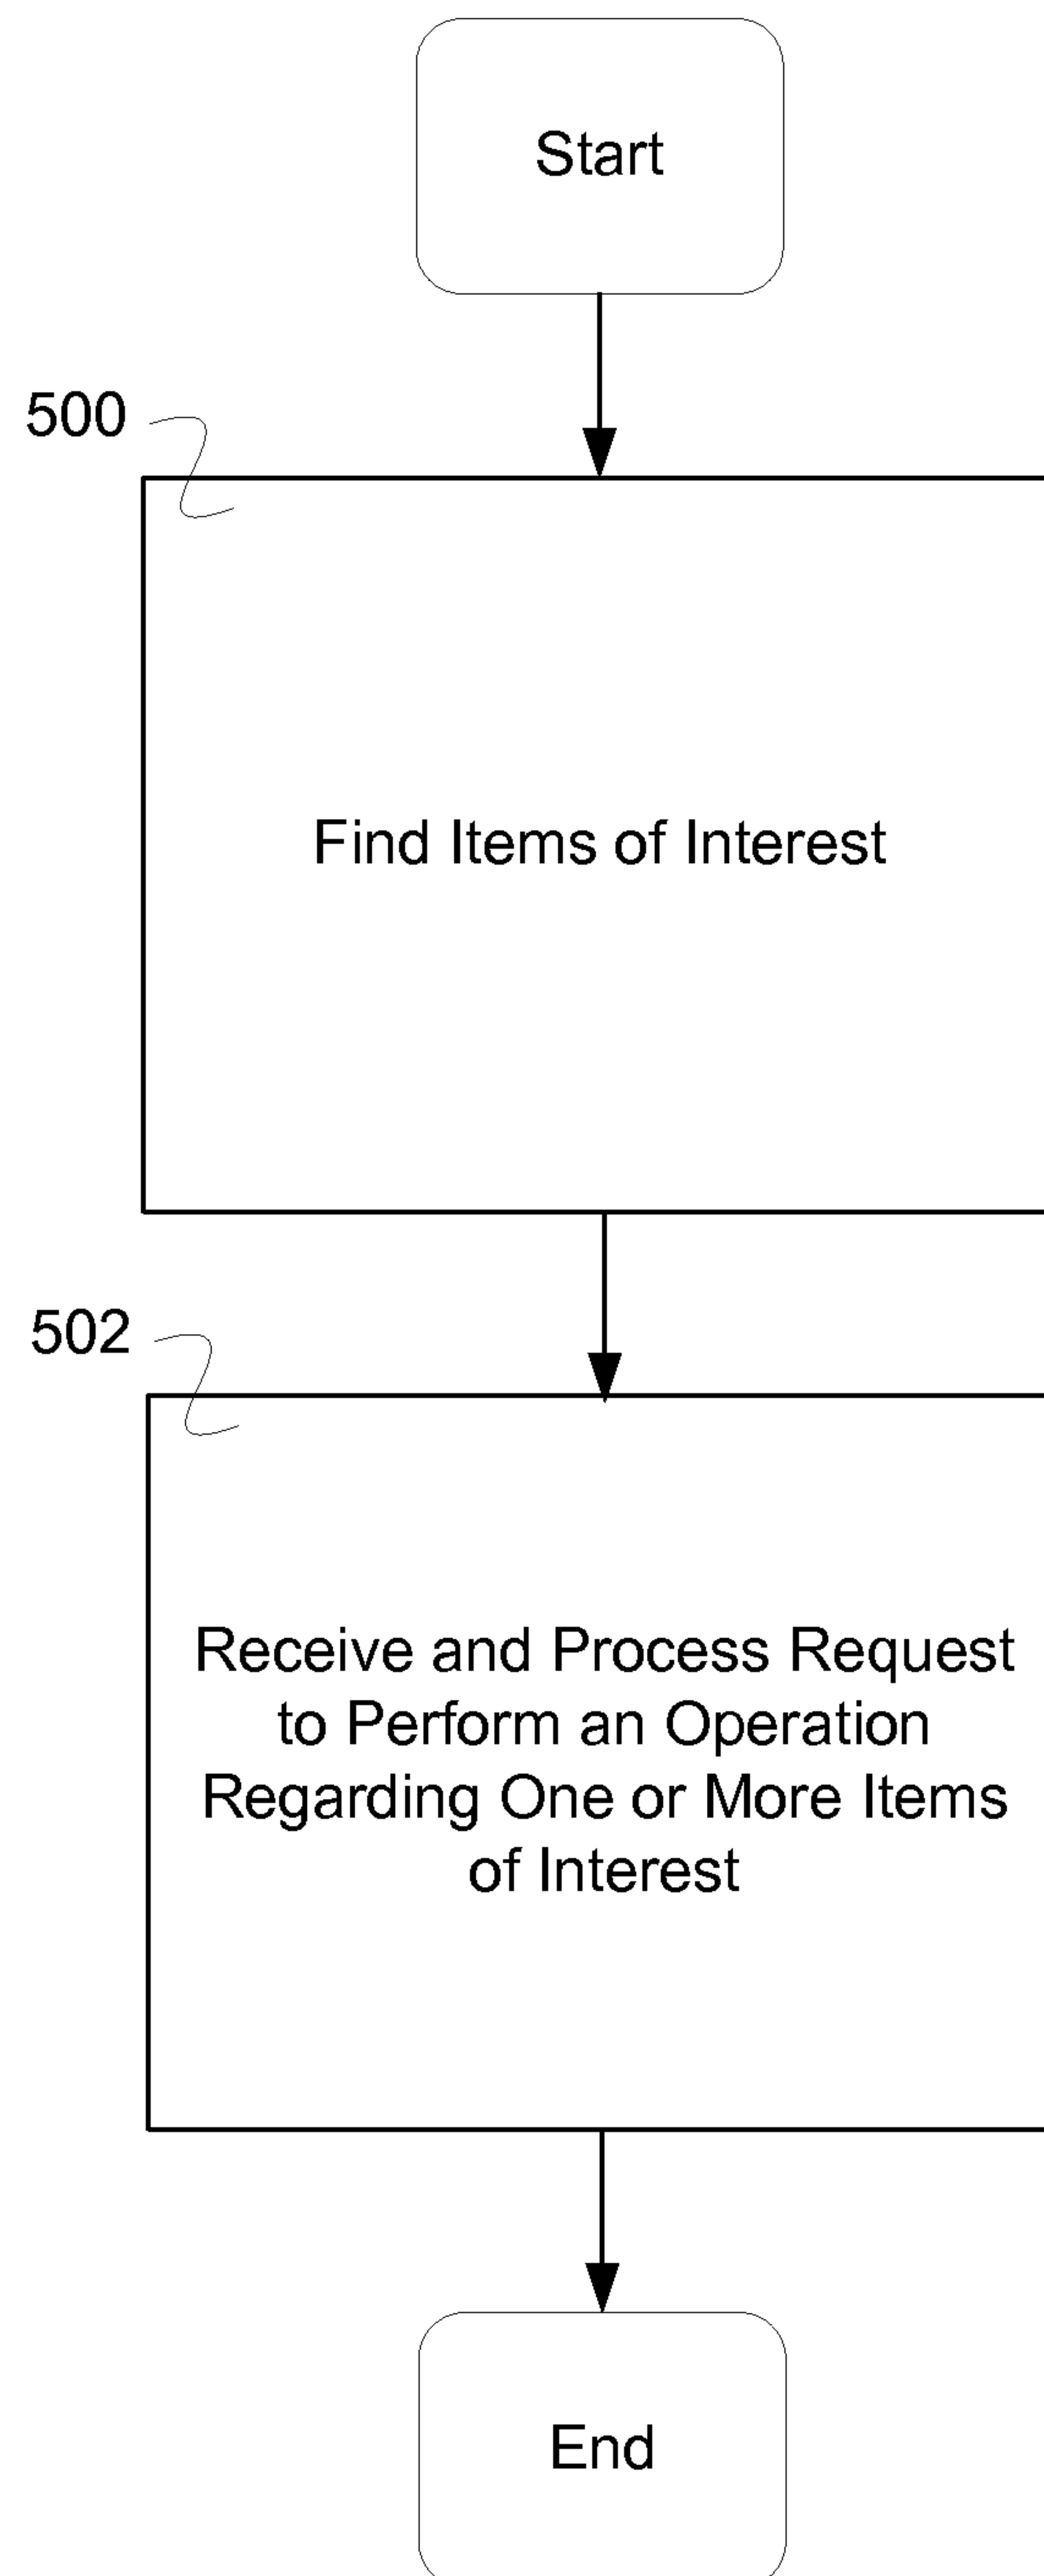 Start
500
Find Items of Interest
502
Receive and Process Request
to Perform an Operation
Regarding One or More Items
of Interest
End